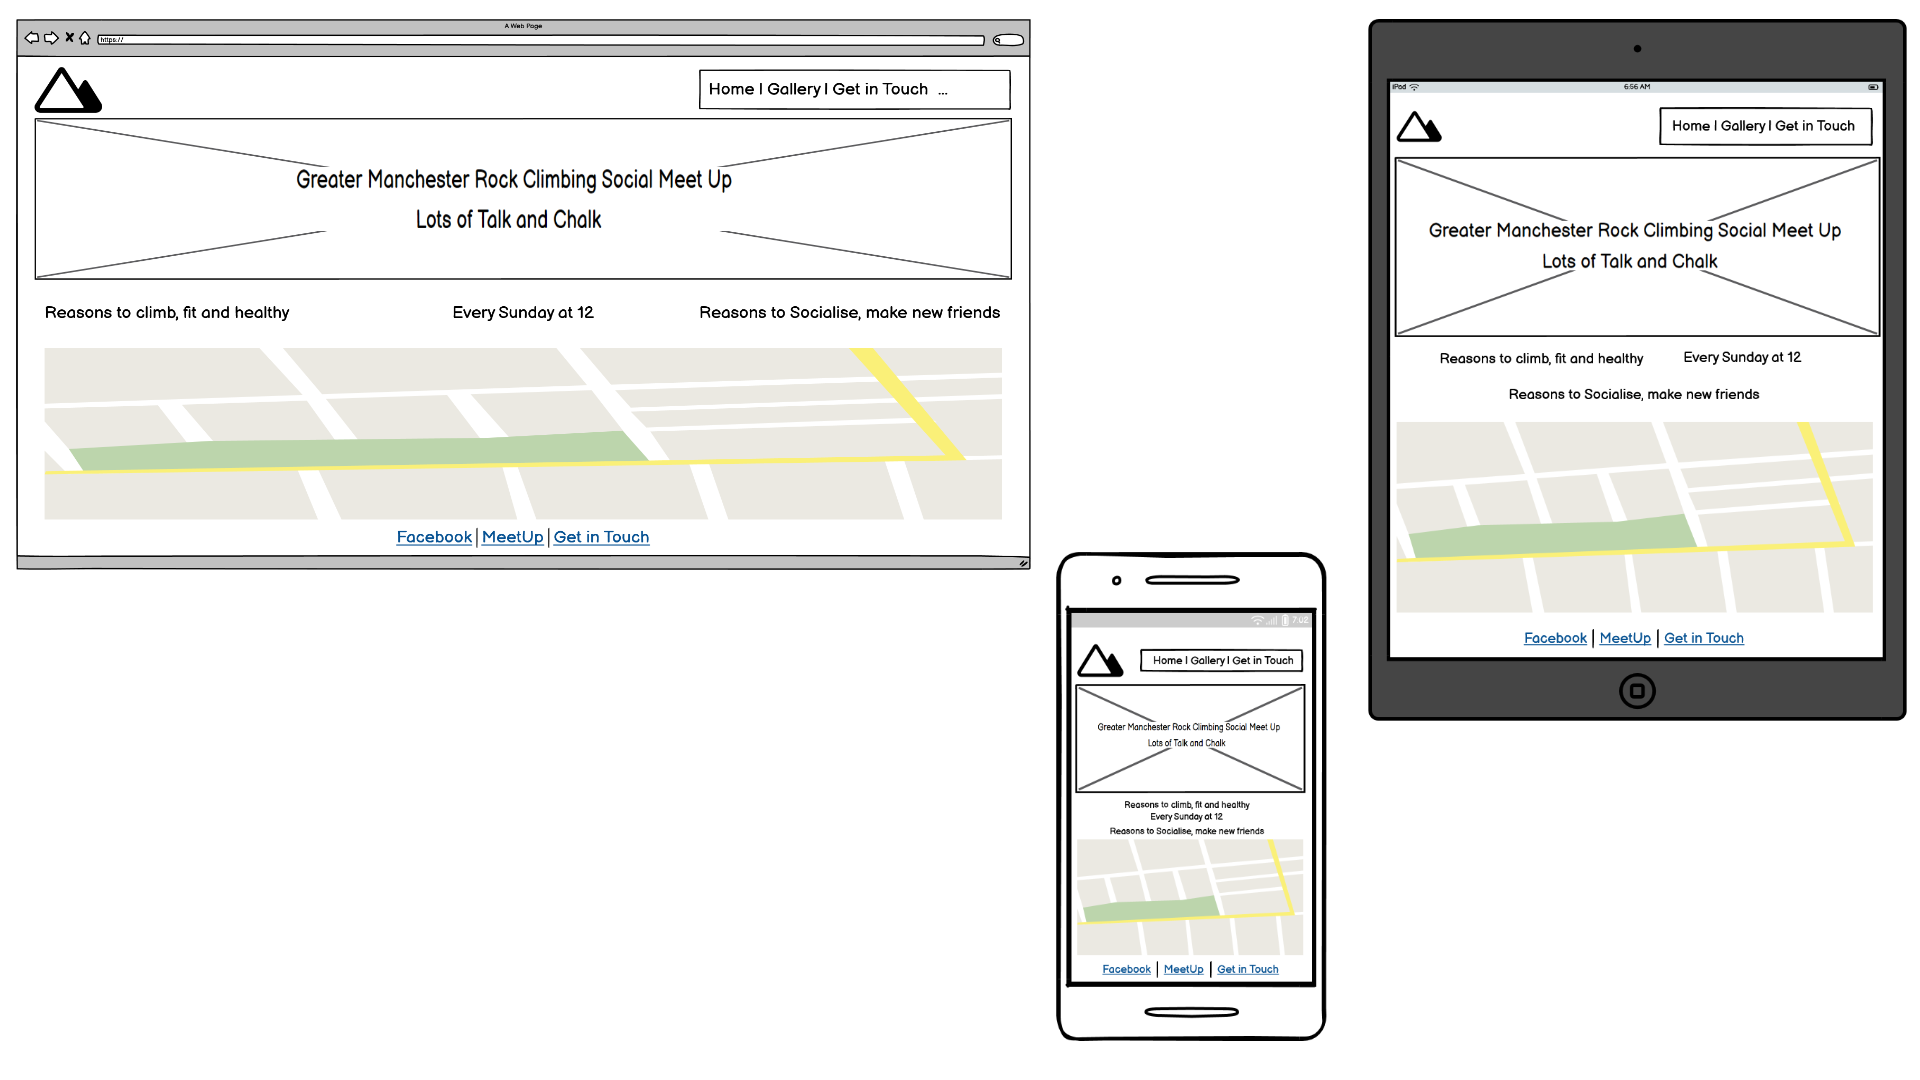 A Web Page
https://
Home | Gallery | Get in Touch ...
Greater Manchester Rock Climbing Social Meet Up
Lots of Talk and Chalk
Reasons to climb, fit and healthy
Every Sunday at 12
Reasons to Socialise, make new friends
Facebook | MeetUp | Get in Touch
iPad
6:56 AM
Home | Gallery | Get in Touch
Greater Manchester Rock Climbing Social Meet Up
Lots of Talk and Chalk
Reasons to climb, fit and healthy
Every Sunday at 12
Reasons to Socialise, make new friends
Facebook | MeetUp | Get in Touch
7:02
Home | Gallery | Get in Touch
Greater Manchester Rock Climbing Social Meet Up
Lots of Talk and Chalk
Reasons to climb, fit and healthy
Every Sunday at 12
Reasons to Socialise, make new friends
Facebook | MeetUp | Get in Touch